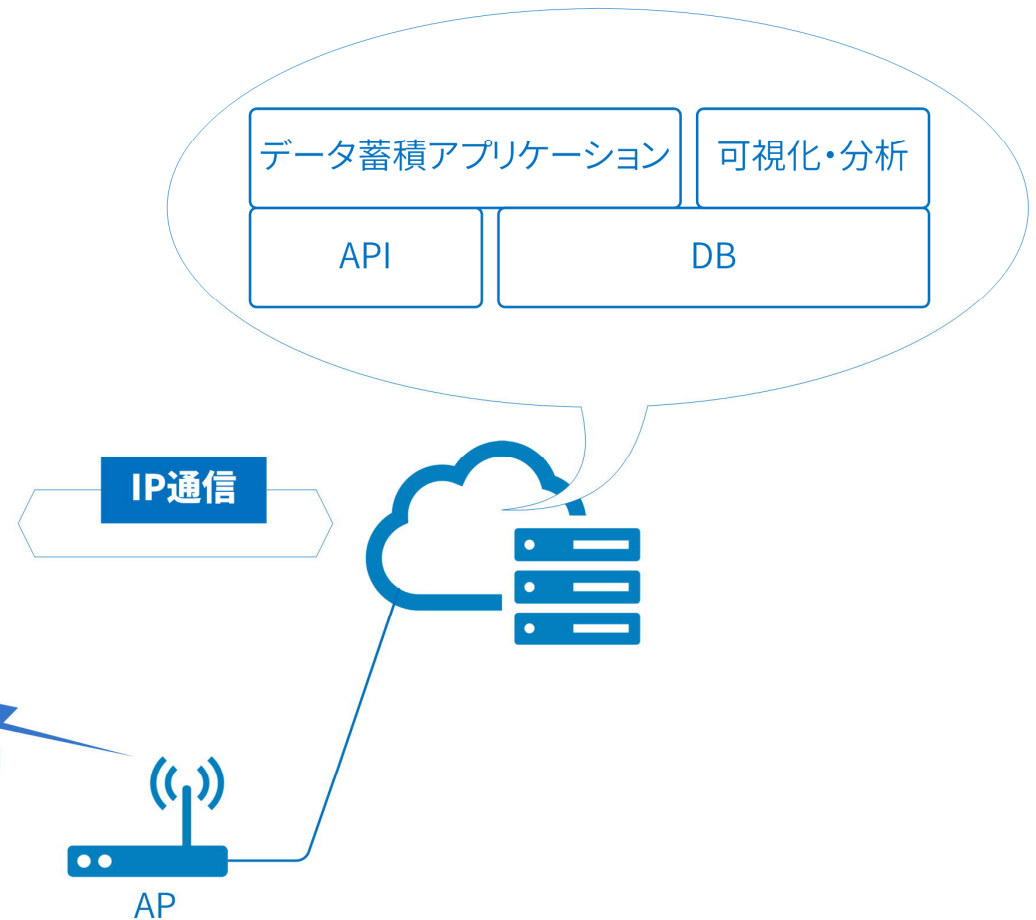 データ蓄積アプリケーション
可視化・分析
API
DB
IP通信
AP